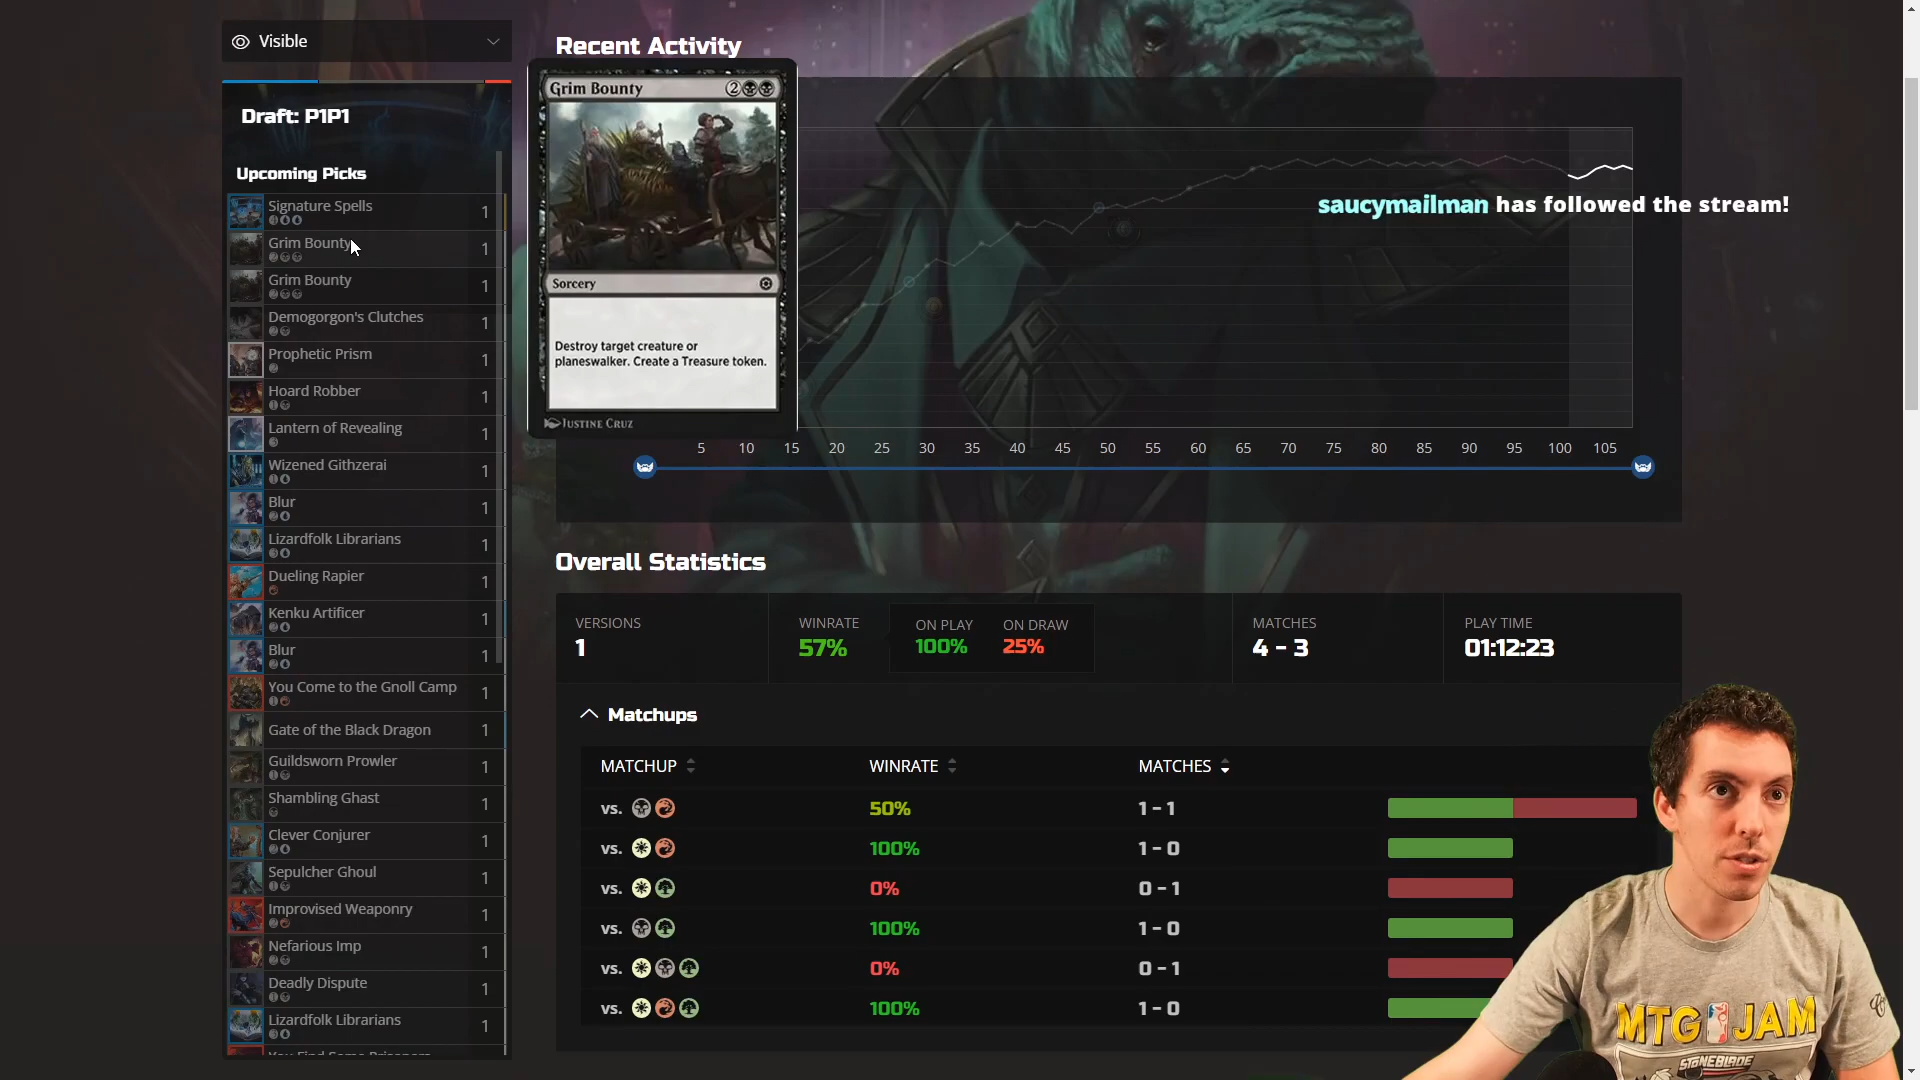 Visible
Draft: P1P1
Upcoming Picks
Signature Spells 1
Grim Bounty 1
Grim Bounty 1
Demogorgon's Clutches 1
Prophetic Prism 1
Hoard Robber 1
Lantern of Revealing 1
Wizened Githzerai 1
Blur 1
Lizardfolk Librarians 1
Dueling Rapier 1
Kenku Artificer 1
Blur 1
You Come to the Gnoll Camp 1
Gate of the Black Dragon 1
Guildsworn Prowler 1
Shambling Ghast 1
Clever Conjurer 1
Sepulcher Ghoul 1
Improvised Weaponry 1
Nefarious Imp 1
Deadly Dispute 1
Lizardfolk Librarians 1
Recent Activity
Grim Bounty 2
Sorcery
Destroy target creature or
planeswalker. Create a Treasure token.
Justine Cruz
saucymailman has followed the stream!
5 10 15 20 25 30 35 40 45 50 55 60 65 70 75 80 85 90 95 100 105
Overall Statistics
VERSIONS
1
WINRATE
57%
ON PLAY
100%
ON DRAW
25%
MATCHES
4 - 3
PLAY TIME
01:12:23
Matchups
MATCHUP WINRATE MATCHES
vs. 50% 1 - 1
vs. 100% 1 - 0
vs. 0% 0 - 1
vs. 100% 1 - 0
vs. 0% 0 - 1
vs. 100% 1 - 0
MTG JAM
STONEBLADE